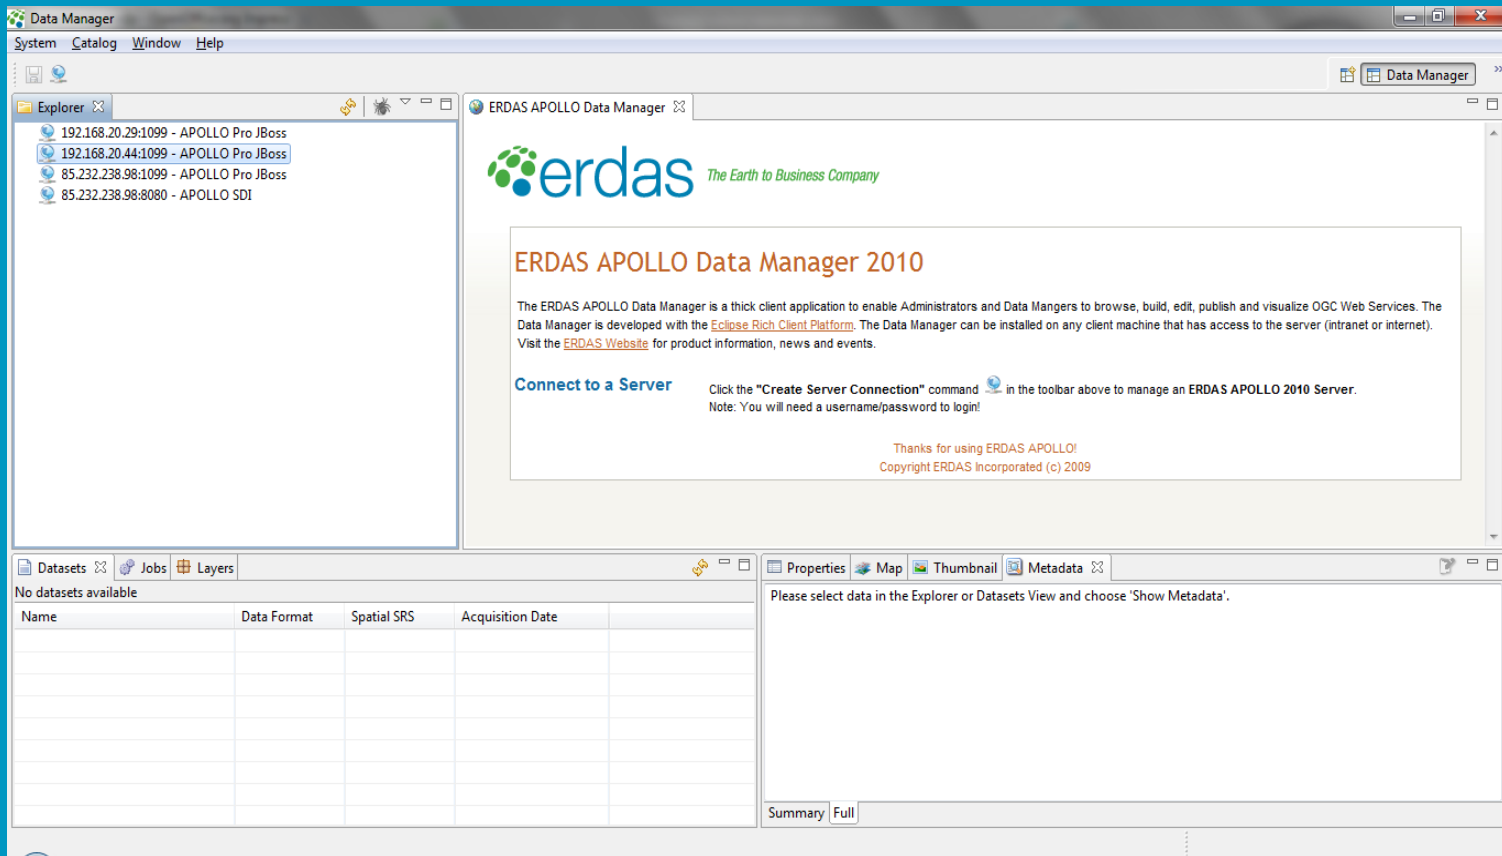 Data Manager
System Catalog Window Help
Data Manager
Explorer
192.168.20.29:1099 - APOLLO Pro JBoss
192.168.20.44:1099 - APOLLO Pro JBoss
85.232.238.98:1099 - APOLLO Pro JBoss
85.232.238.98:8080 - APOLLO SDI
ERDAS APOLLO Data Manager
erdas The Earth to Business Company
ERDAS APOLLO Data Manager 2010
The ERDAS APOLLO Data Manager is a thick client application to enable Administrators and Data Mangers to browse, build, edit, publish and visualize OGC Web Services. The
Data Manager is developed with the Eclipse Rich Client Platform. The Data Manager can be installed on any client machine that has access to the server (intranet or internet).
Visit the ERDAS Website for product information, news and events.
Connect to a Server
Click the "Create Server Connection" command in the toolbar above to manage an ERDAS APOLLO 2010 Server.
Note: You will need a username/password to login!
Thanks for using ERDAS APOLLO!
Copyright ERDAS Incorporated (c) 2009
Datasets Jobs Layers
No datasets available
Name Data Format Spatial SRS Acquisition Date
Properties Map Thumbnail Metadata
Please select data in the Explorer or Datasets View and choose 'Show Metadata'.
Summary Full